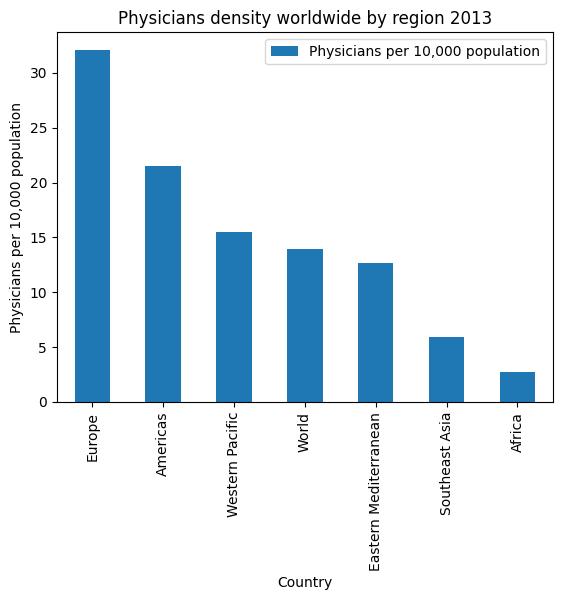 Physicians density worldwide by region 2013
Physicians per 10,000 population
Physicians per 10,000 population
30
25
20
15
10
5
0
Europe
Americas
Western Pacific
World
Eastern Mediterranean
Southeast Asia
Africa
Country